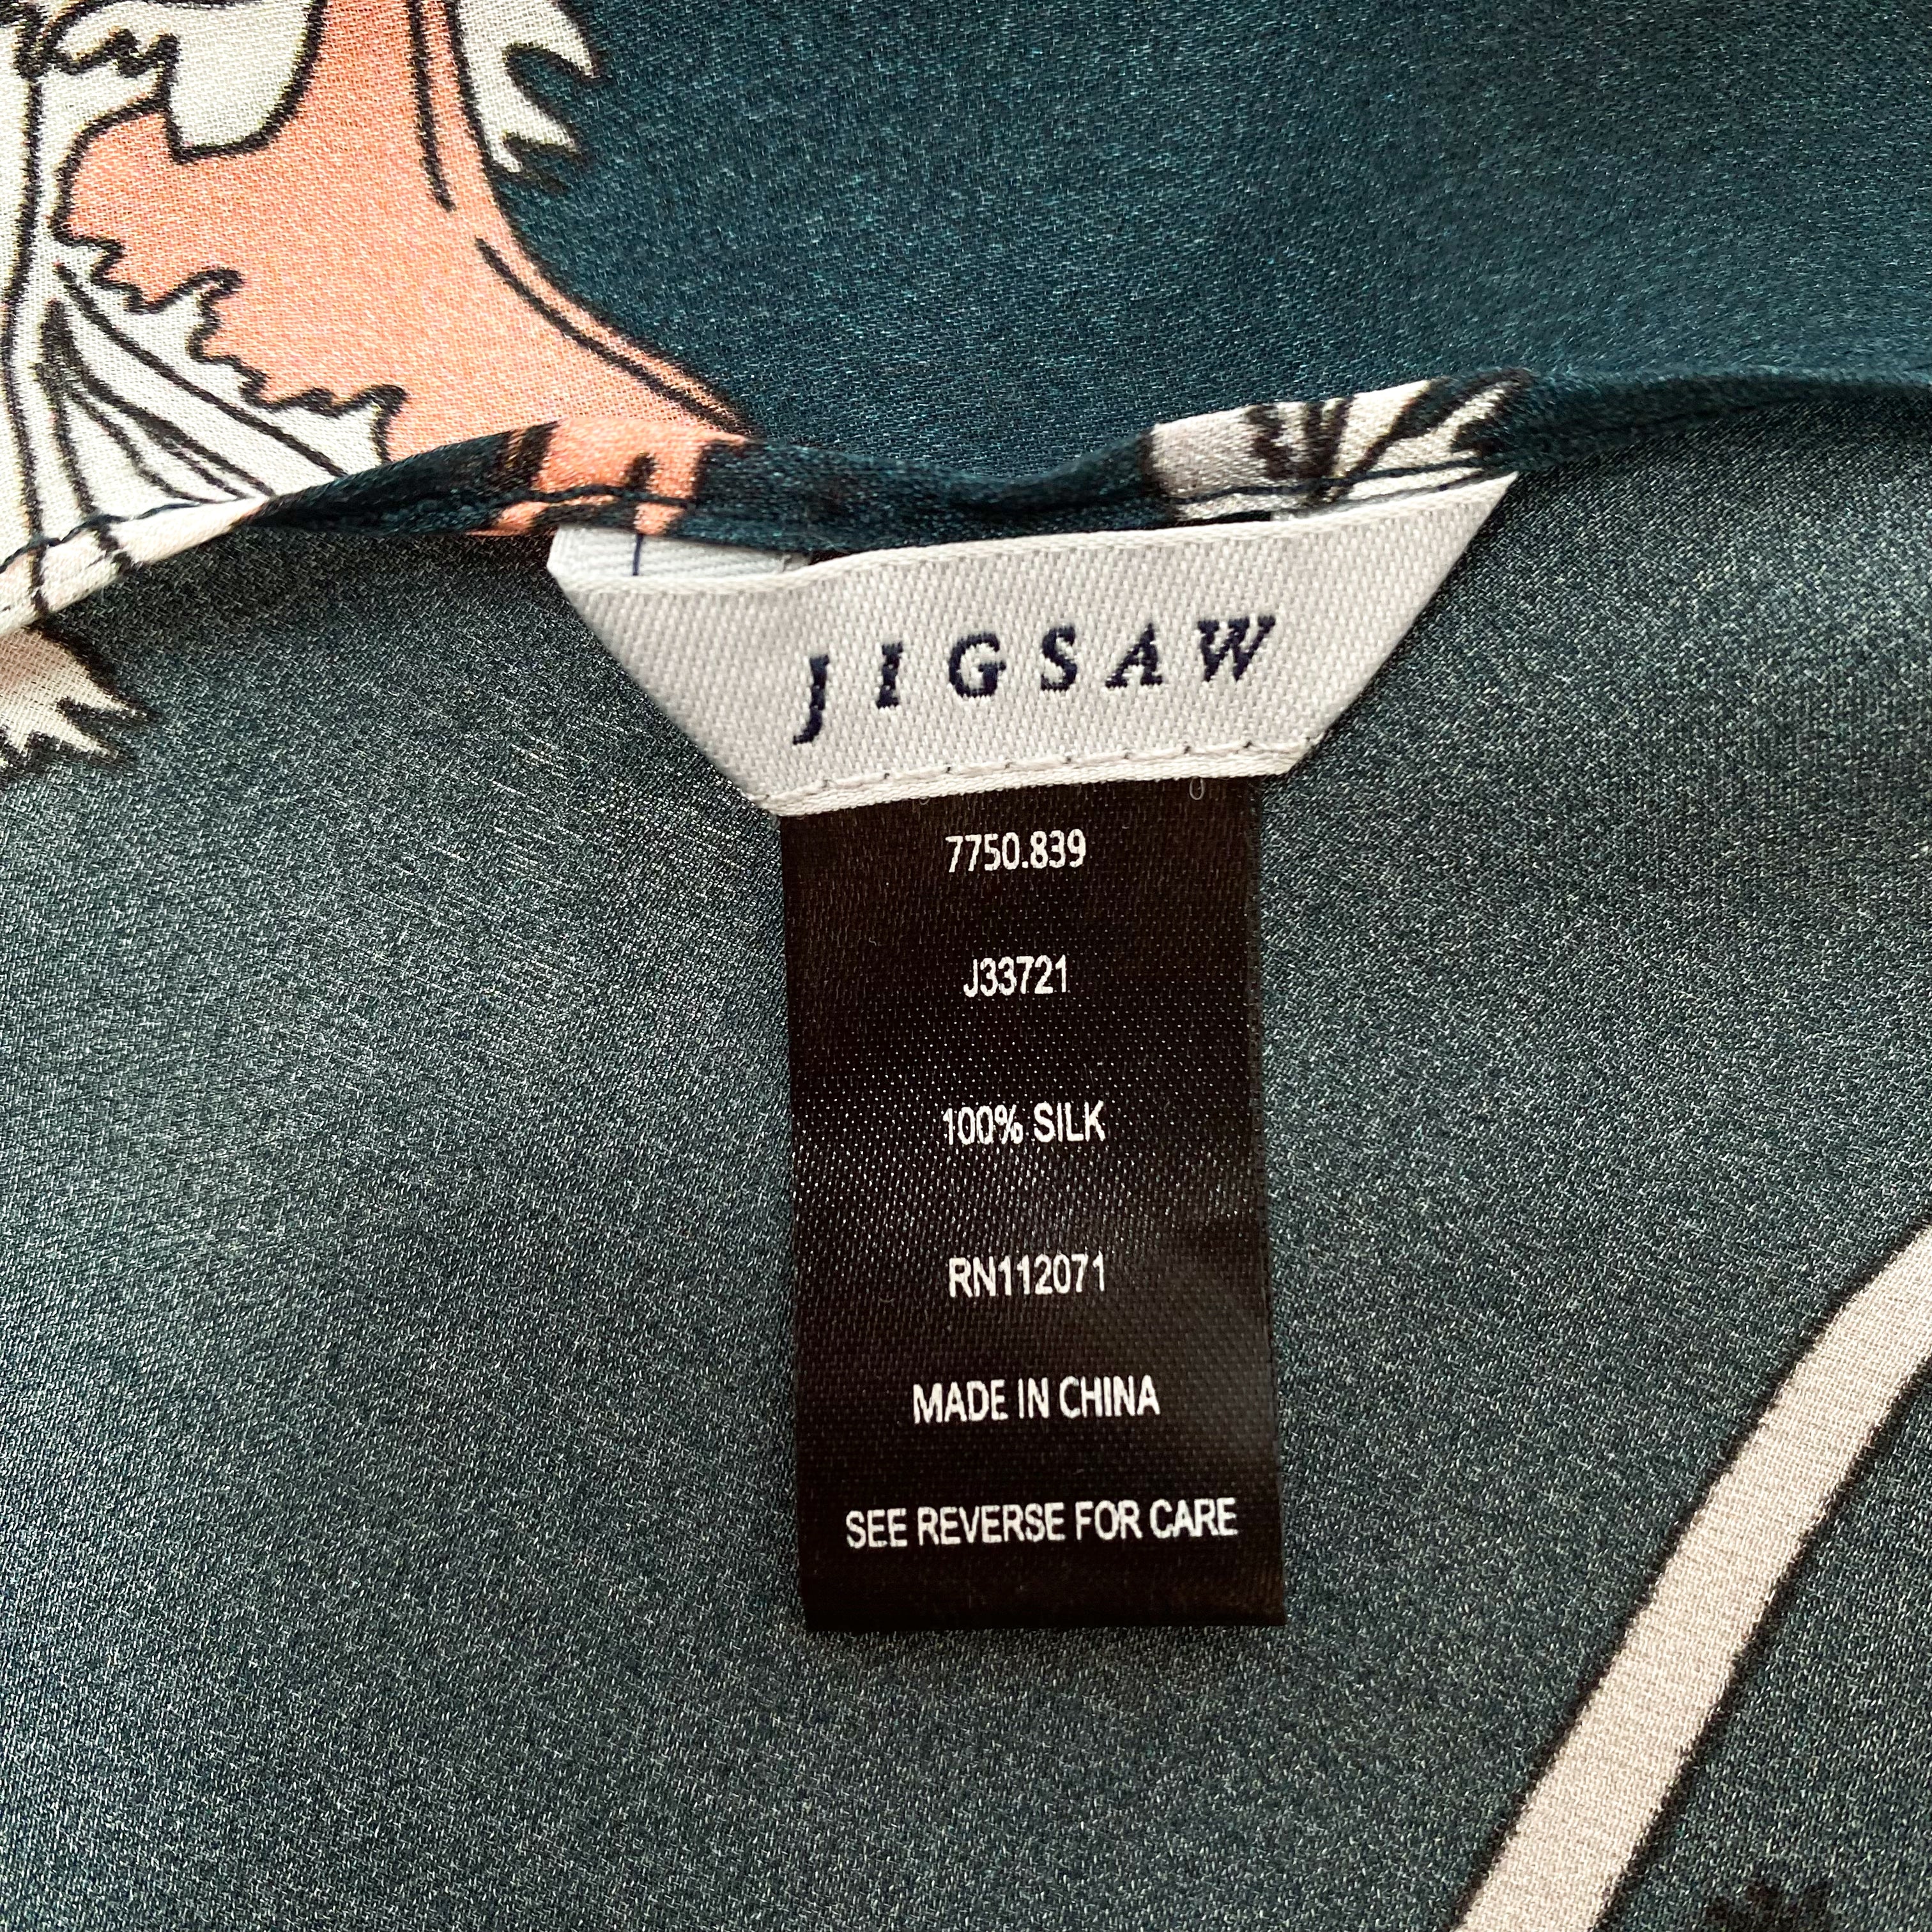 JIGSAW
7750.839
J33721
100% SILK
RN112071
MADE IN CHINA
SEE REVERSE FOR CARE